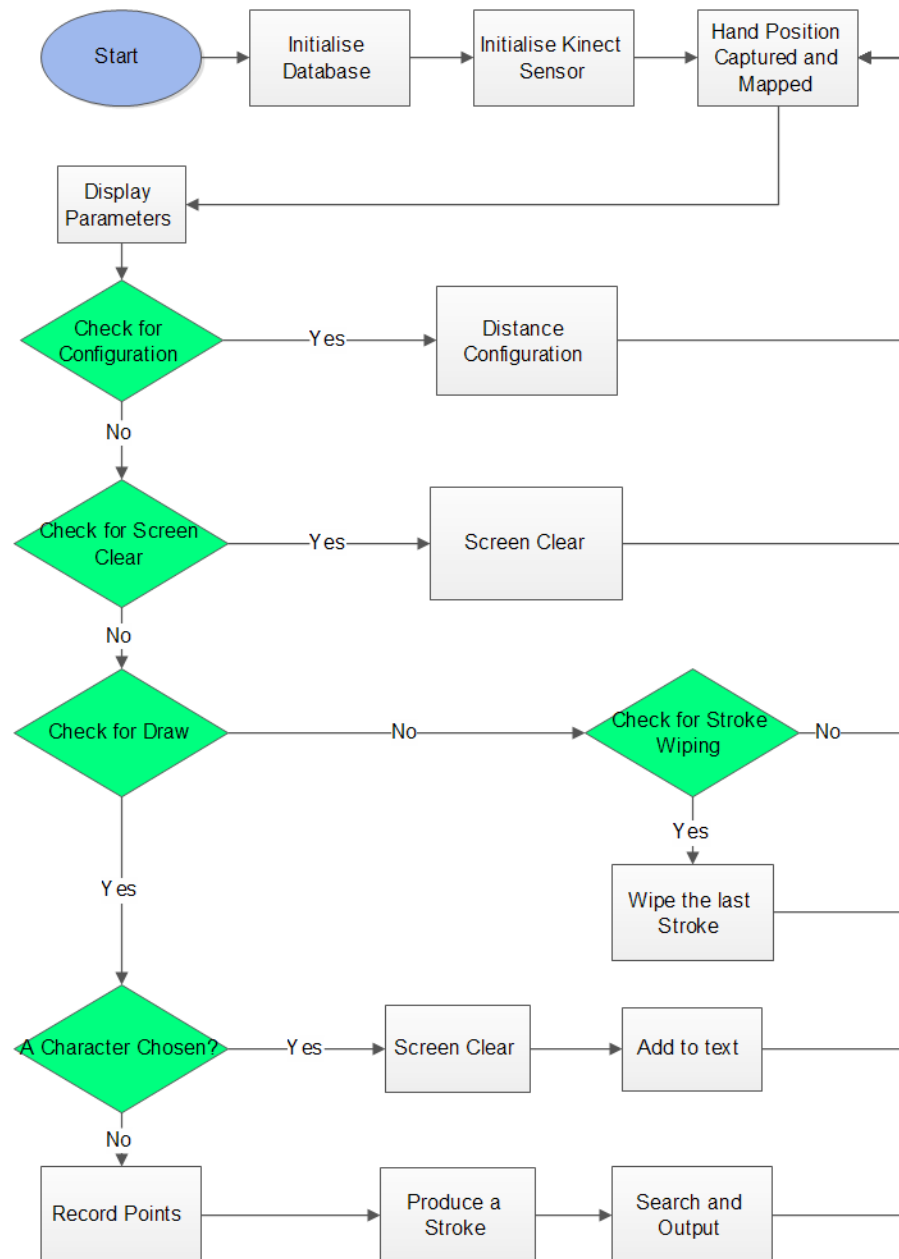 Start
Initialise
Database
Initialise Kinect
Sensor
Hand Position
Captured and
Mapped
Display
Parameters
Check for
Configuration
Yes
Distance
Configuration
No
Check for Screen
Clear
Yes
Screen Clear
No
Check for Draw
No
Check for Stroke
Wiping
No
Yes
Yes
Wipe the last
Stroke
A Character Chosen?
Yes
Screen Clear
Add to text
No
Record Points
Produce a
Stroke
Search and
Output